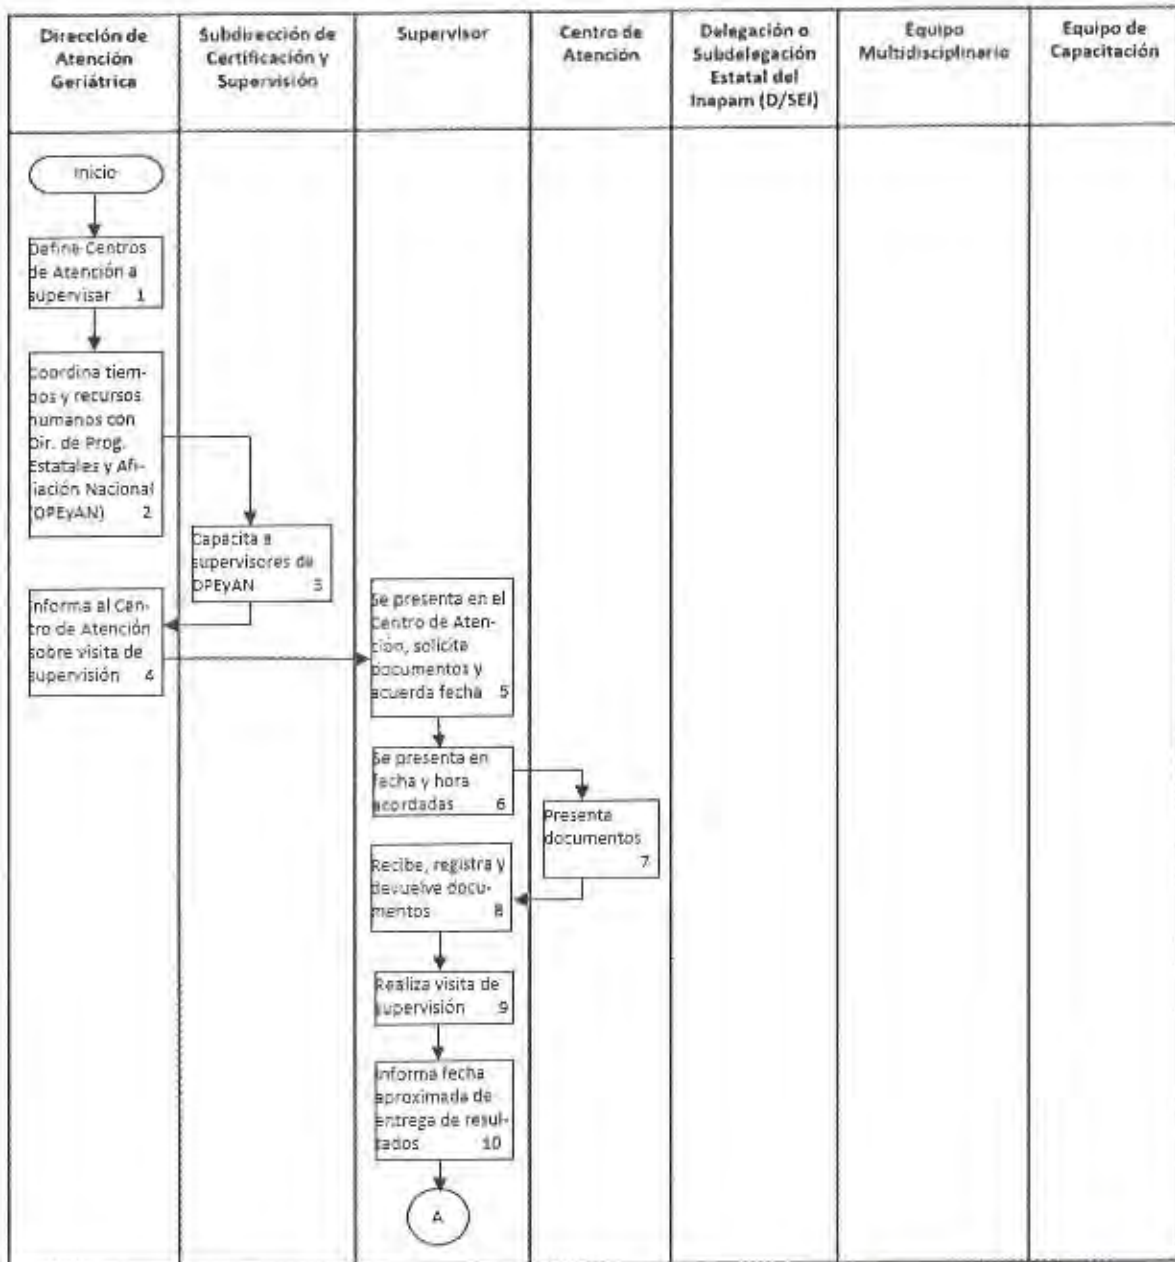 Dirección de
Atención
Geriátrica
Subdirección de
Certificación y
Supervisión
Supervisor
Centro de
Atención
Delegación o
Subdelegación
Estatal del
Inapam (D/SEI)
Equipo
Multidisciplinario
Equipo de
Capacitación
Inicio
Define Centros
de Atención a
supervisar 1
Coordina tiem-
pos y recursos
humanos con
Dir. de Prog.
Estatales y Afi-
liación Nacional
(DPEyAN) 2
Capacita a
supervisores de
DPEyAN 3
Informa al Cen-
tro de Atención
sobre visita de
supervisión 4
Se presenta en el
Centro de Aten-
ción, solicita
documentos y
acuerda fecha 5
Se presenta en
fecha y hora
acordadas 6
Presenta
documentos
7
Recibe, registra y
devuelve docu-
mentos 8
Realiza visita de
supervisión 9
Informa fecha
aproximada de
entrega de resul-
tados 10
A